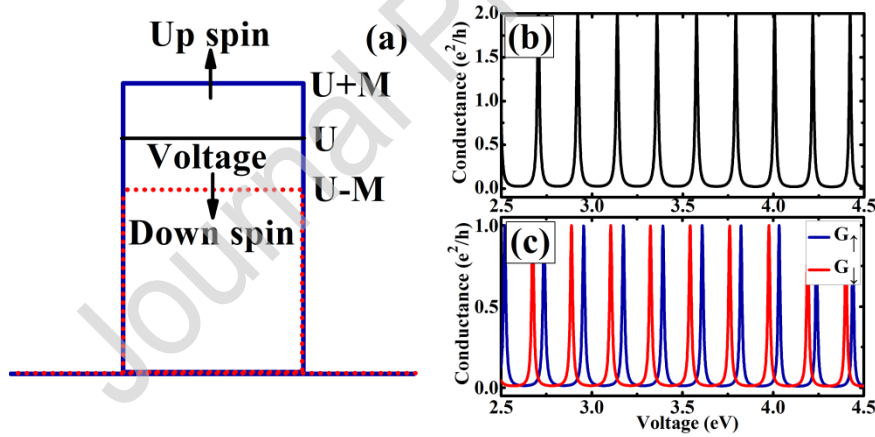 (a)
Up spin
U+M
U
Voltage
U-M
Down spin
Journal Pr
(b)
Conductance (e²/h)
2.0
1.5
1.0
0.5
0.0
2.5 3.0 3.5 4.0 4.5
(c)
G↑
G↓
Conductance (e²/h)
1.0
0.5
0.0
2.5 3.0 3.5 4.0 4.5
Voltage (eV)